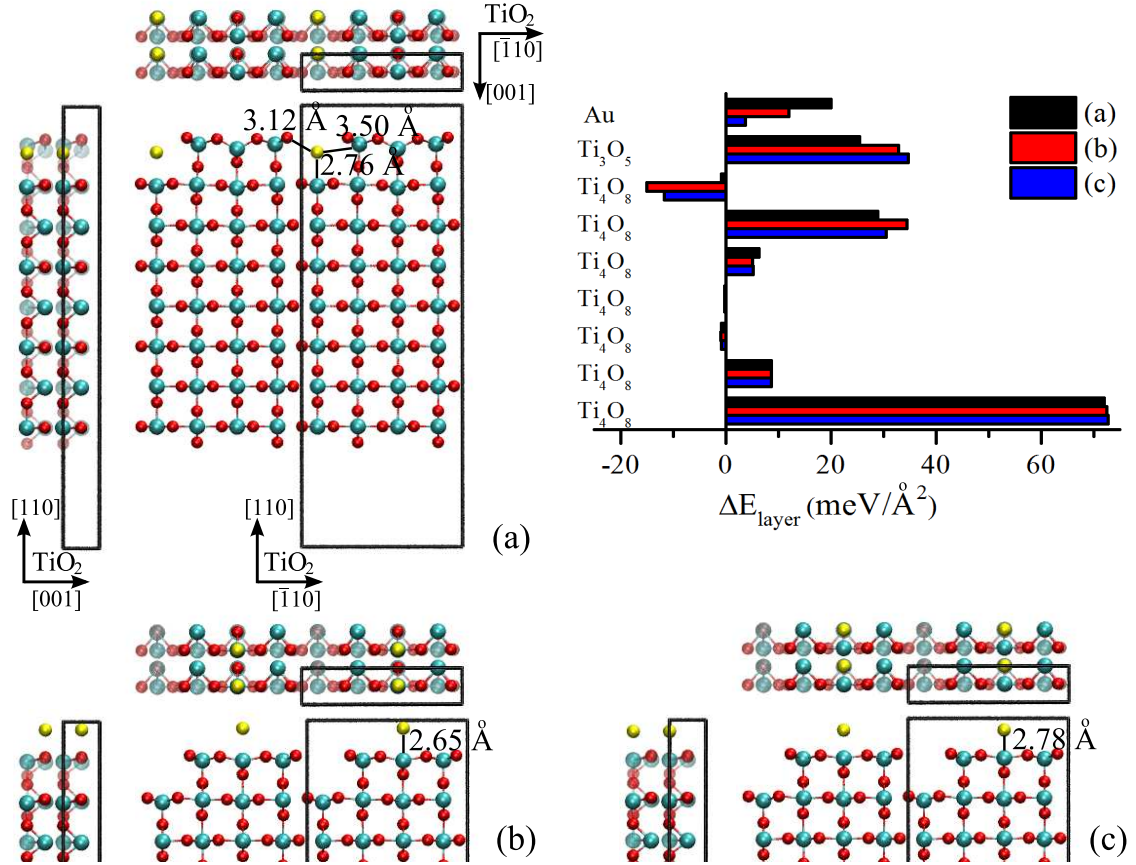 TiO₂
[1̅10]
[001]
3.12 Å
3.50 Å
2.76 Å
[110]
TiO₂
[001]
[110]
TiO₂
[1̅10]
(a)
Au
Ti₃O₅
Ti₄O₈
Ti₄O₈
Ti₄O₈
Ti₄O₈
Ti₄O₈
Ti₄O₈
Ti₄O₈
(a)
(b)
(c)
-20 0 20 40 60
ΔE_layer (meV/Å²)
2.65 Å
(b)
2.78 Å
(c)